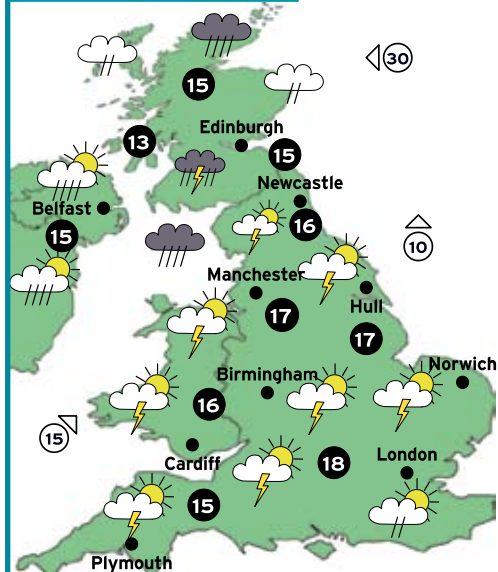 30
15
Edinburgh
13
15
Newcastle
Belfast
16
15
10
Manchester
Hull
17
17
Norwich
Birmingham
16
15
Cardiff
18
London
15
Plymouth